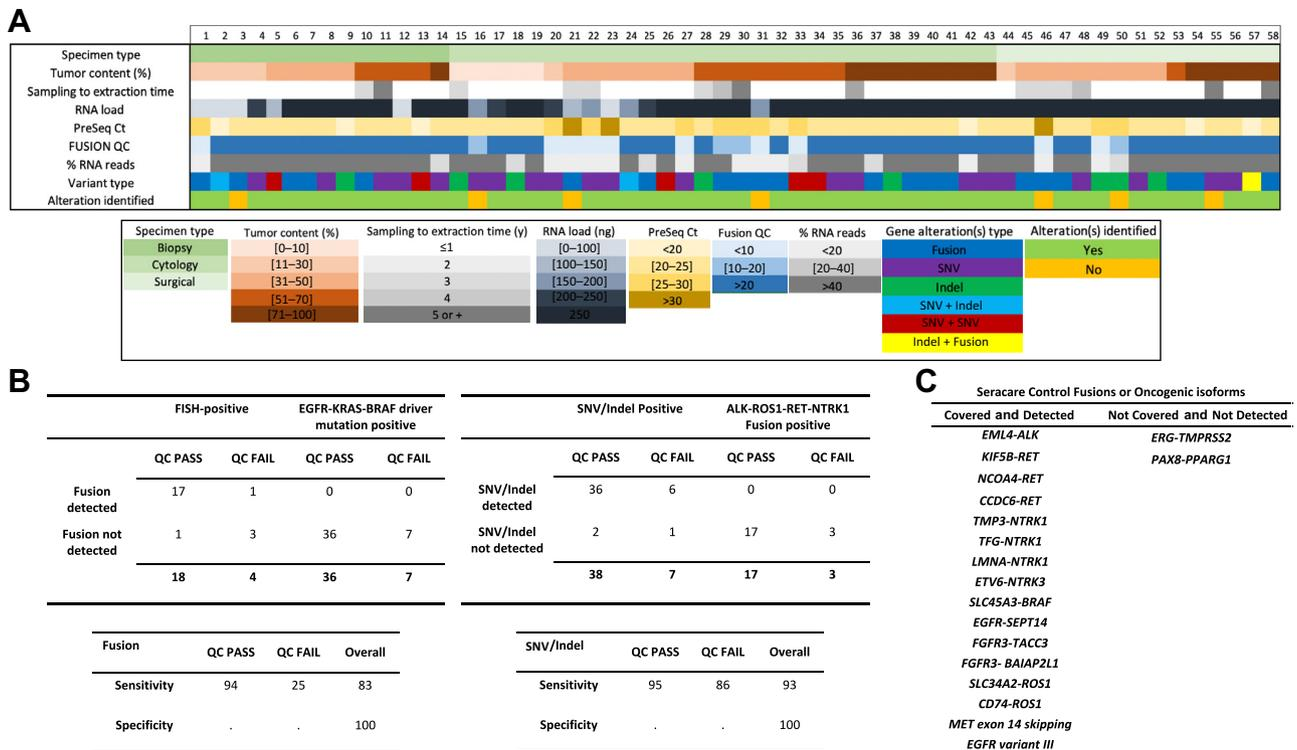 A
1 2 3 4 5 6 7 8 9 10 11 12 13 14 15 16 17 18 19 20 21 22 23 24 25 26 27 28 29 30 31 32 33 34 35 36 37 38 39 40 41 42 43 44 45 46 47 48 49 50 51 52 53 54 55 56 57 58
Specimen type
Tumor content (%)
Sampling to extraction time
RNA load
PreSeq Ct
FUSION QC
% RNA reads
Variant type
Alteration identified
Specimen type Tumor content (%) Sampling to extraction time (y) RNA load (ng) PreSeq Ct Fusion QC % RNA reads Gene alteration(s) type Alteration(s) identified
Biopsy [0–10] ≤1 [0–100] <20 <10 <20 Fusion Yes
Cytology [11–30] 2 [100–150] [20–25] [10–20] [20–40] SNV No
Surgical [31–50] 3 [150–200] [25–30] >20 >40 Indel
[51–70] 4 [200–250] >30 SNV + Indel
[71–100] 5 or + 250 SNV + SNV
Indel + Fusion
B
FISH-positive EGFR-KRAS-BRAF driver
mutation positive
QC PASS QC FAIL QC PASS QC FAIL
Fusion
detected 17 1 0 0
Fusion not
detected 1 3 36 7
18 4 36 7
SNV/Indel Positive ALK-ROS1-RET-NTRK1
Fusion positive
QC PASS QC FAIL QC PASS QC FAIL
SNV/Indel
detected 36 6 0 0
SNV/Indel
not detected 2 1 17 3
38 7 17 3
Fusion QC PASS QC FAIL Overall
Sensitivity 94 25 83
Specificity . . 100
SNV/Indel QC PASS QC FAIL Overall
Sensitivity 95 86 93
Specificity . . 100
C
Seracare Control Fusions or Oncogenic isoforms
Covered and Detected Not Covered and Not Detected
EML4-ALK ERG-TMPRSS2
KIF5B-RET PAX8-PPARG1
NCOA4-RET
CCDC6-RET
TMP3-NTRK1
TFG-NTRK1
LMNA-NTRK1
ETV6-NTRK3
SLC45A3-BRAF
EGFR-SEPT14
FGFR3-TACC3
FGFR3- BAIAP2L1
SLC34A2-ROS1
CD74-ROS1
MET exon 14 skipping
EGFR variant III